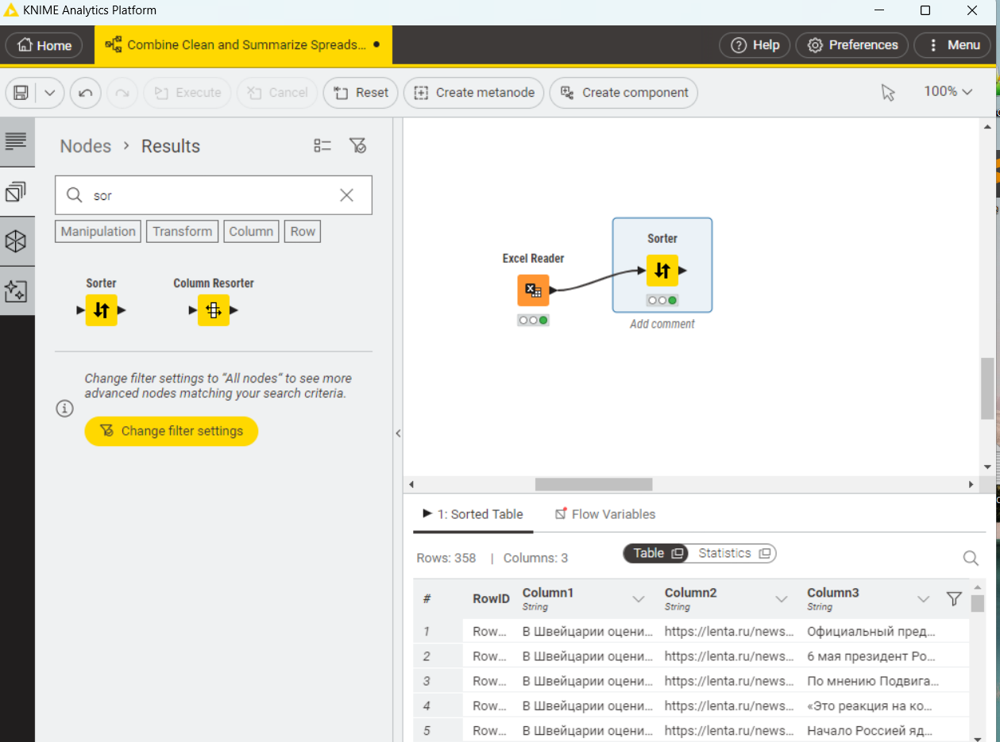 KNIME Analytics Platform
Home
Combine Clean and Summarize Spreads...
Help
Preferences
Menu
Execute
Cancel
Reset
Create metanode
Create component
100%
Nodes > Results
sor
Manipulation Transform Column Row
Sorter
Column Resorter
Change filter settings to "All nodes" to see more
advanced nodes matching your search criteria.
Change filter settings
Excel Reader
Sorter
Add comment
1: Sorted Table
Flow Variables
Rows: 358 | Columns: 3
Table
Statistics
# RowID Column1 Column2 Column3
String String String
1 Row... В Швейцарии оцени... https://lenta.ru/news... Официальный пред...
2 Row... В Швейцарии оцени... https://lenta.ru/news... 6 мая президент Ро...
3 Row... В Швейцарии оцени... https://lenta.ru/news... По мнению Подвига...
4 Row... В Швейцарии оцени... https://lenta.ru/news... «Это реакция на ко...
5 Row... В Швейцарии оцени... https://lenta.ru/news... Начало Россией яд...